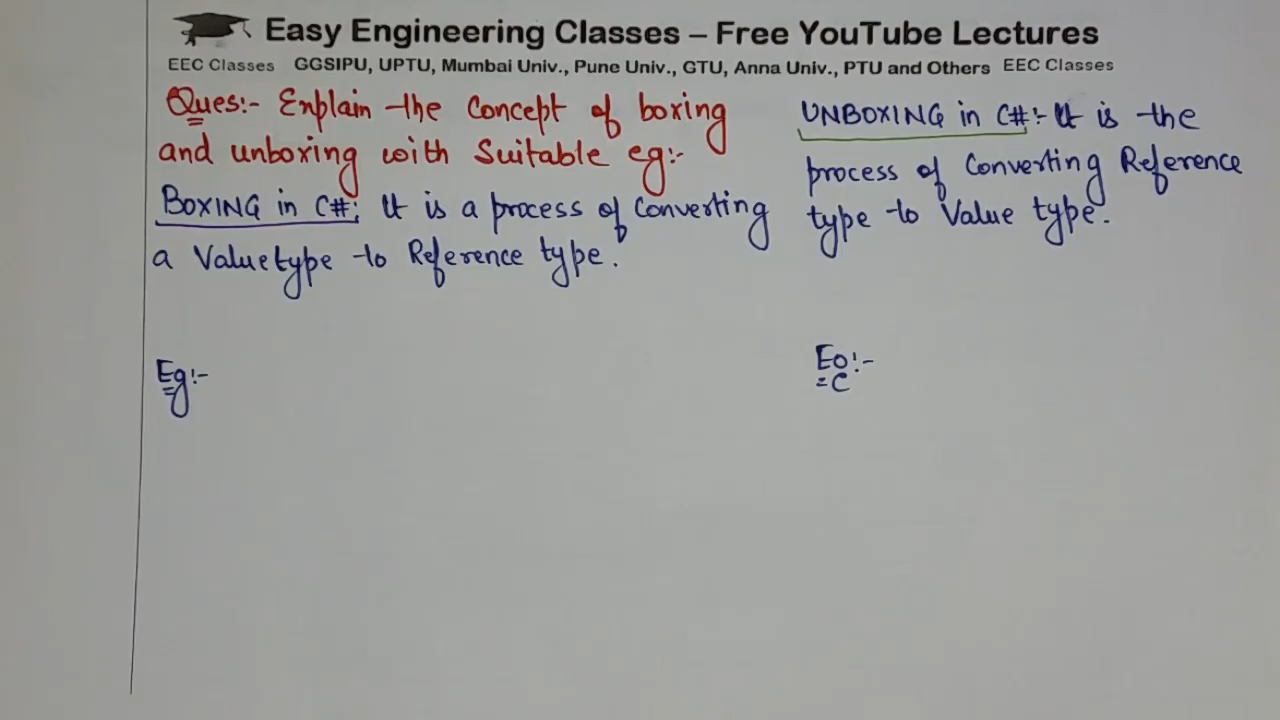 Easy Engineering Classes – Free YouTube Lectures
EEC Classes GGSIPU, UPTU, Mumbai Univ., Pune Univ., GTU, Anna Univ., PTU and Others EEC Classes
Ques:- Explain the concept of boxing
and unboxing with Suitable eg:-
BOXING in C#: It is a process of Converting
a Valuetype to Reference type.
Eg:-
UNBOXING in C#:- It is the
process of Converting Reference
type to Value type.
Eg:-